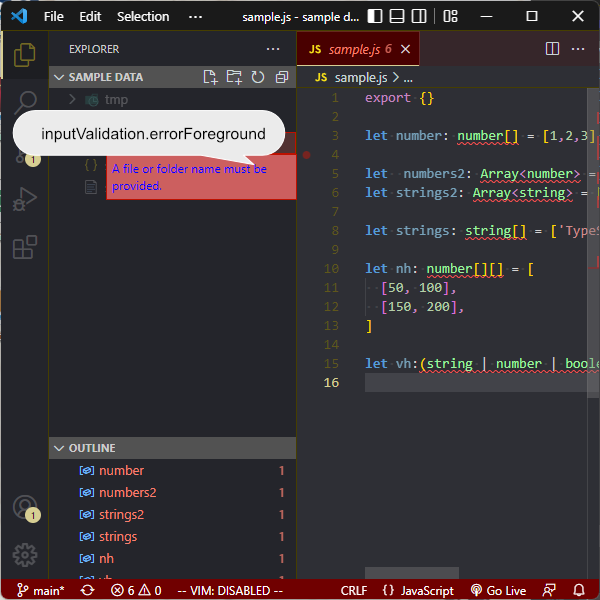 File Edit Selection ··· sample.js - sample d...
EXPLORER ···
SAMPLE DATA
tmp
inputValidation.errorForeground
1
{ }
A file or folder name must be
provided.
JS sample.js 6
JS sample.js > ...
1 export {}
2
3 let number: number[] = [1,2,3]
4
5 let numbers2: Array<number> =
6 let strings2: Array<string> = [
7
8 let strings: string[] = ['TypeS
9
10 let nh: number[][] = [
11 [50, 100],
12 [150, 200],
13 ]
14
15 let vh:(string | number | boole
16
OUTLINE
number 1
numbers2 1
strings2 1
strings 1
nh 1
vh 1
1
main* 6 0 -- VIM: DISABLED -- CRLF { } JavaScript Go Live